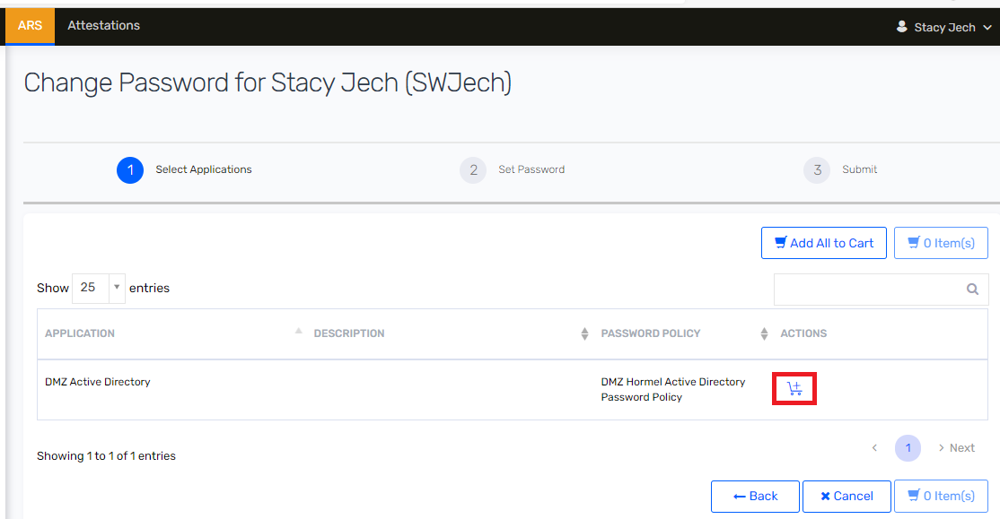 ARS Attestations Stacy Jech
Change Password for Stacy Jech (SWJech)
1 Select Applications 2 Set Password 3 Submit
Add All to Cart 0 Item(s)
Show 25 entries
APPLICATION DESCRIPTION PASSWORD POLICY ACTIONS
DMZ Active Directory DMZ Hormel Active Directory
Password Policy
1 Next
Showing 1 to 1 of 1 entries
Back Cancel 0 Item(s)